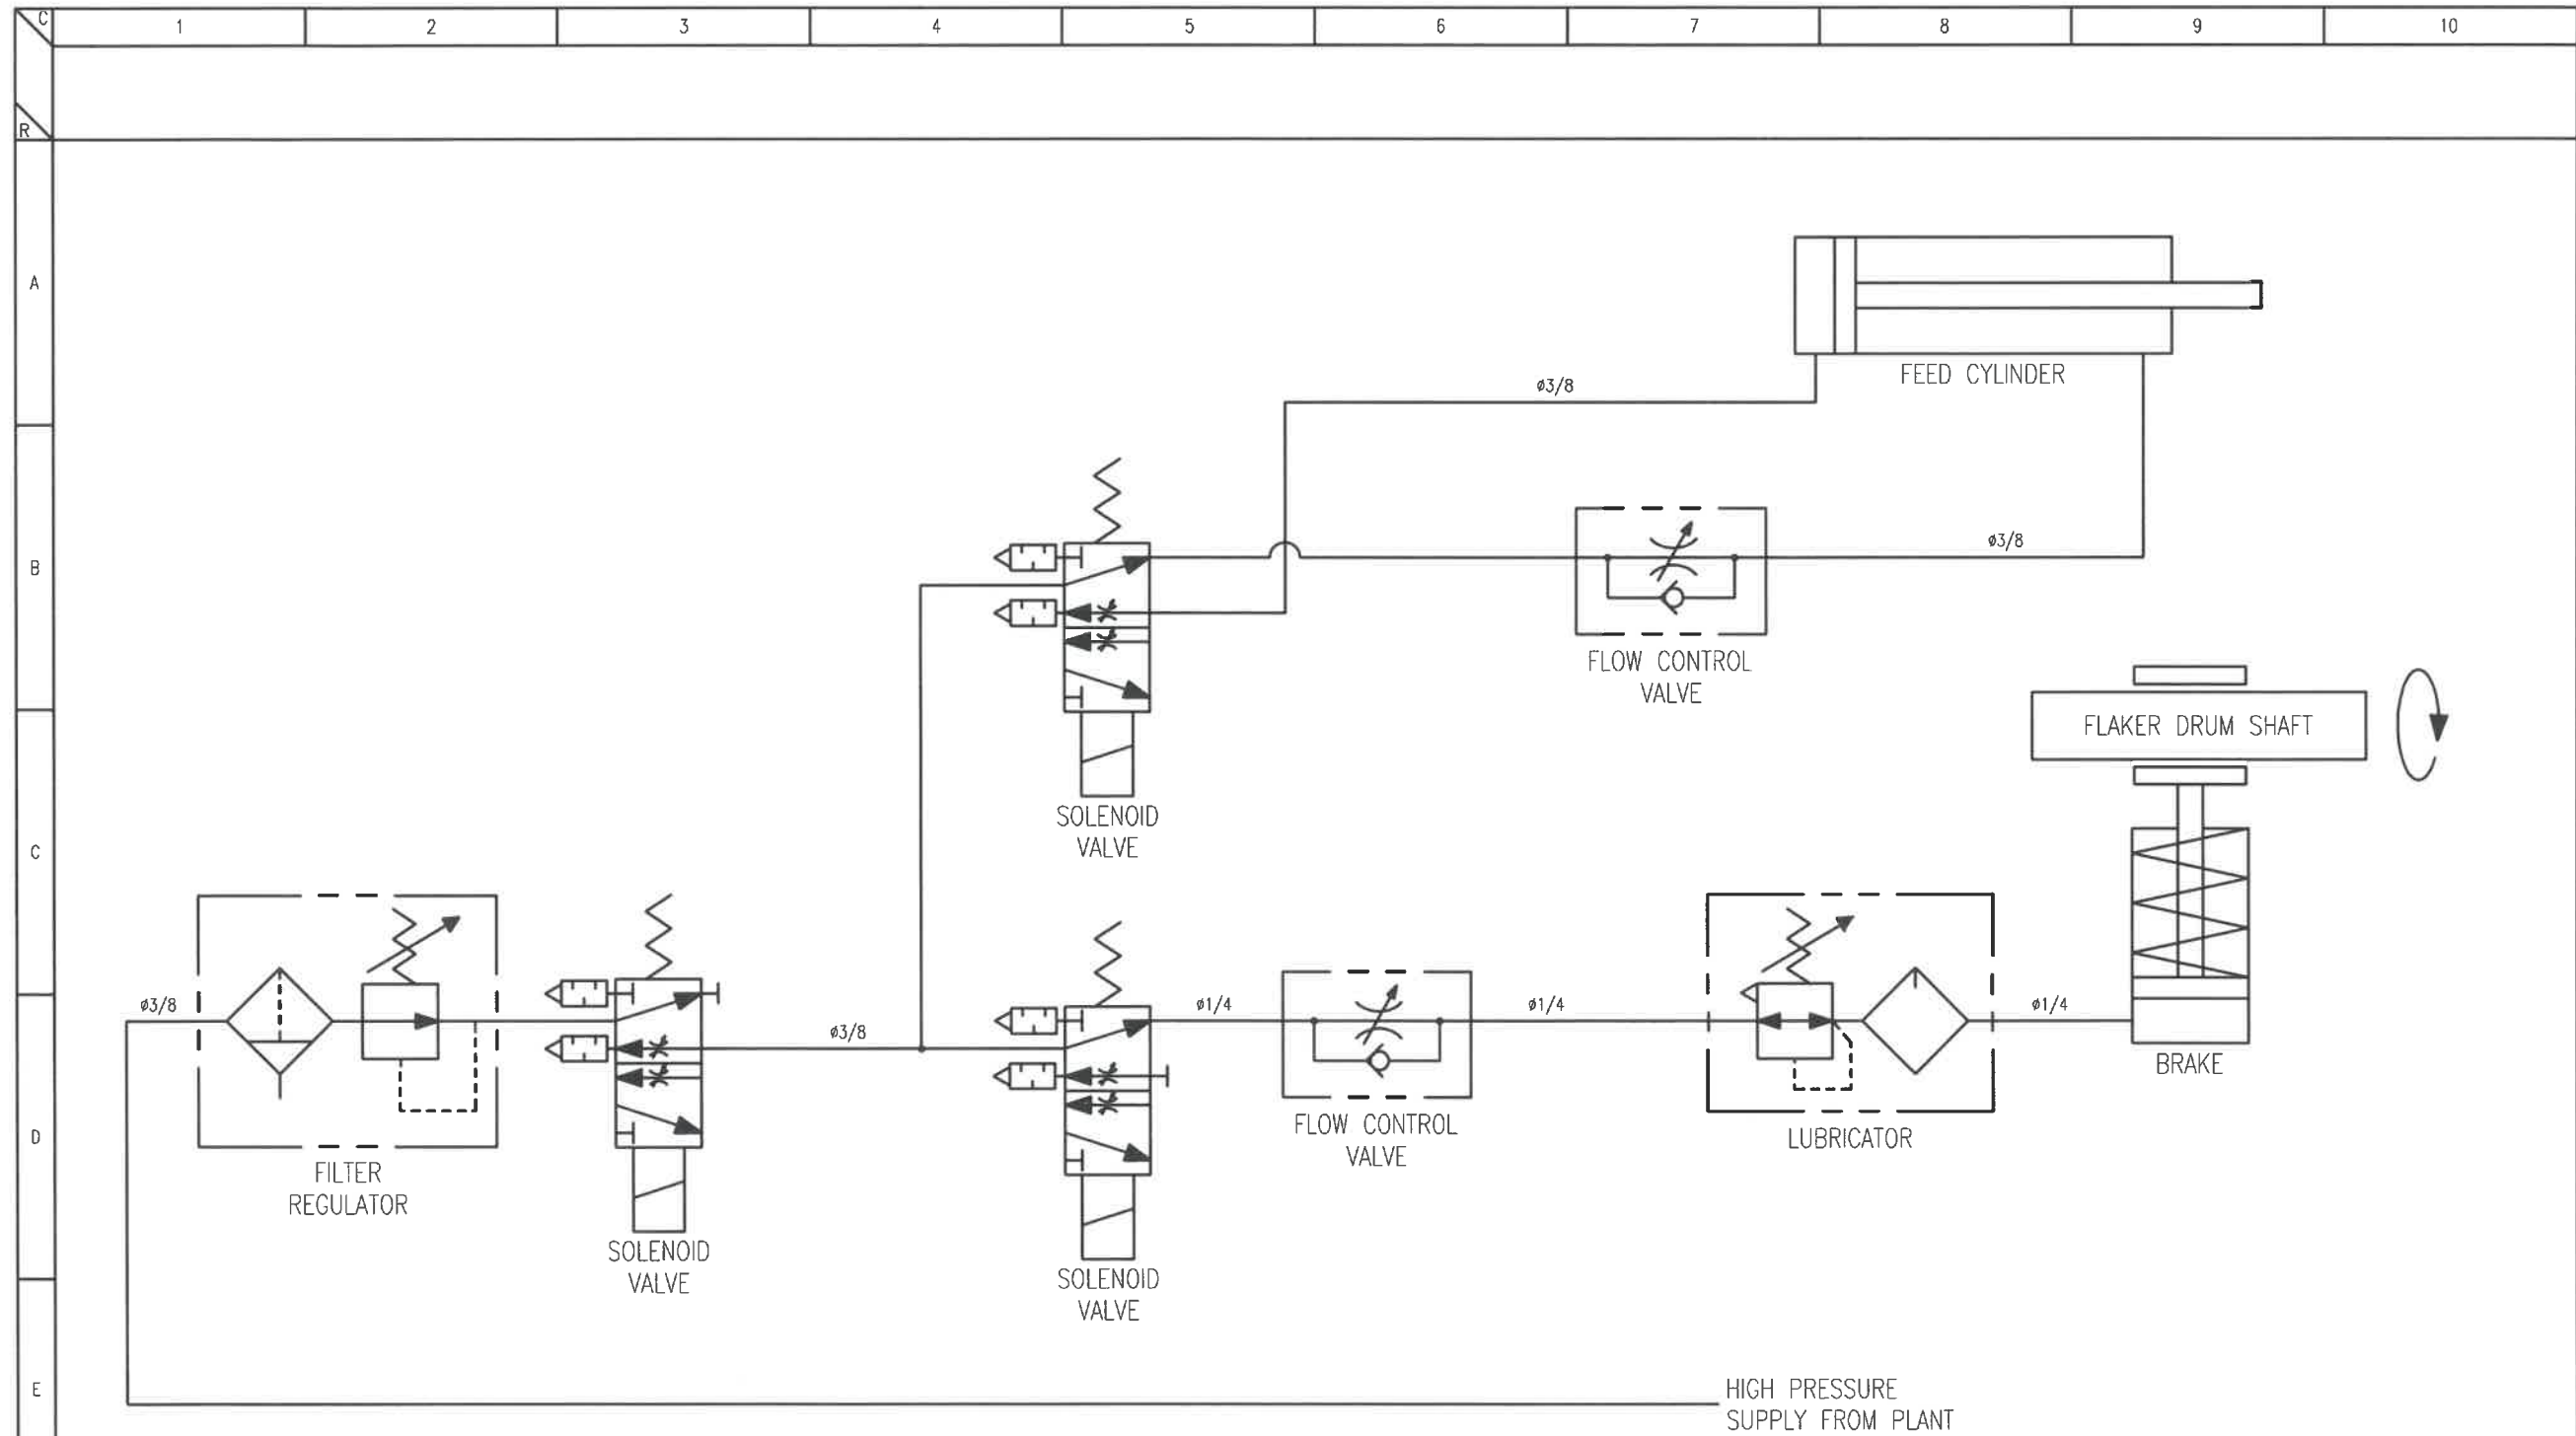 C
1
2
3
4
5
6
7
8
9
10
R
A
FEED CYLINDER
ø3/8
B
ø3/8
FLOW CONTROL
VALVE
FLAKER DRUM SHAFT
SOLENOID
VALVE
C
ø3/8
ø3/8
ø1/4
ø1/4
ø1/4
BRAKE
FLOW CONTROL
VALVE
LUBRICATOR
D
FILTER
REGULATOR
SOLENOID
VALVE
SOLENOID
VALVE
E
HIGH PRESSURE
SUPPLY FROM PLANT